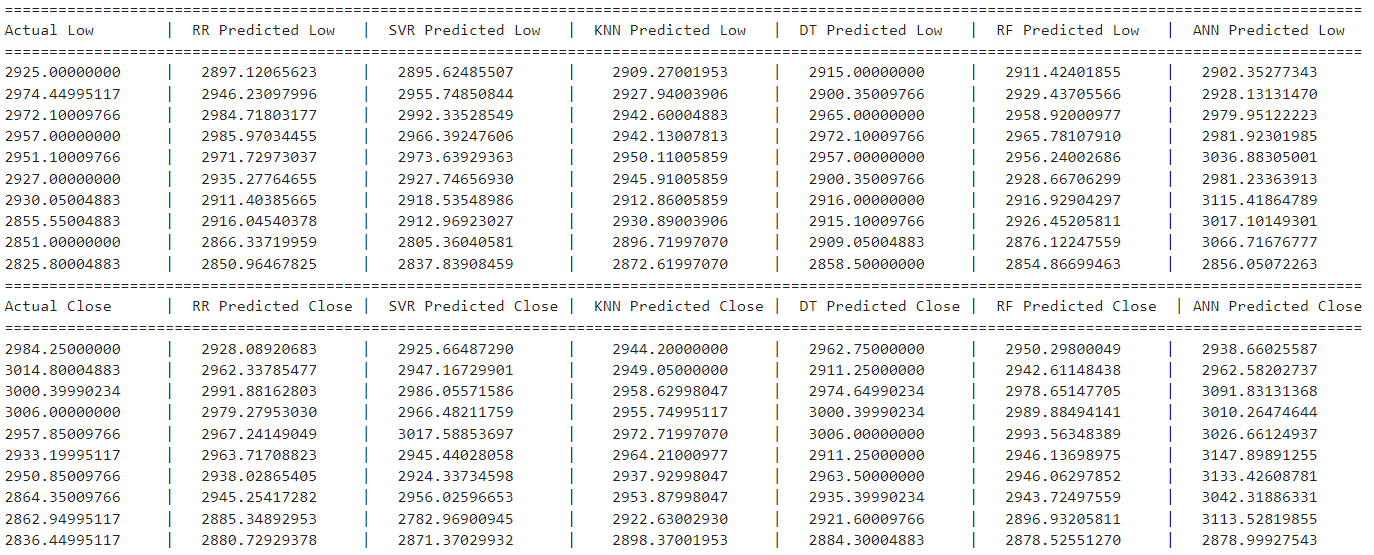 Actual Low | RR Predicted Low | SVR Predicted Low | KNN Predicted Low | DT Predicted Low | RF Predicted Low | ANN Predicted Low
2925.00000000 | 2897.12065623 | 2895.62485507 | 2909.27001953 | 2915.00000000 | 2911.42401855 | 2902.35277343
2974.44995117 | 2946.23097996 | 2955.74850844 | 2927.94003906 | 2900.35009766 | 2929.43705566 | 2928.13131470
2972.10009766 | 2984.71803177 | 2992.33528549 | 2942.60004883 | 2965.00000000 | 2958.92000977 | 2979.95122223
2957.00000000 | 2985.97034455 | 2966.39247606 | 2942.13007813 | 2972.10009766 | 2965.78107910 | 2981.92301985
2951.10009766 | 2971.72973037 | 2973.63929363 | 2950.11005859 | 2957.00000000 | 2956.24002686 | 3036.88305001
2927.00000000 | 2935.27764655 | 2927.74656930 | 2945.91005859 | 2900.35009766 | 2928.66706299 | 2981.23363913
2930.05004883 | 2911.40385665 | 2918.53548986 | 2912.86005859 | 2916.00000000 | 2916.92904297 | 3115.41864789
2855.55004883 | 2916.04540378 | 2912.96923027 | 2930.89003906 | 2915.10009766 | 2926.45205811 | 3017.10149301
2851.00000000 | 2866.33719959 | 2805.36040581 | 2896.71997070 | 2909.05004883 | 2876.12247559 | 3066.71676777
2825.80004883 | 2850.96467825 | 2837.83908459 | 2872.61997070 | 2858.50000000 | 2854.86699463 | 2856.05072263
Actual Close | RR Predicted Close | SVR Predicted Close | KNN Predicted Close | DT Predicted Close | RF Predicted Close | ANN Predicted Close
2984.25000000 | 2928.08920683 | 2925.66487290 | 2944.20000000 | 2962.75000000 | 2950.29800049 | 2938.66025587
3014.80004883 | 2962.33785477 | 2947.16729901 | 2949.05000000 | 2911.25000000 | 2942.61148438 | 2962.58202737
3000.39990234 | 2991.88162803 | 2986.05571586 | 2958.62998047 | 2974.64990234 | 2978.65147705 | 3091.83131368
3006.00000000 | 2979.27953030 | 2966.48211759 | 2955.74995117 | 3000.39990234 | 2989.88494141 | 3010.26474644
2957.85009766 | 2967.24149049 | 3017.58853697 | 2972.71997070 | 3006.00000000 | 2993.56348389 | 3026.66124937
2933.19995117 | 2963.71708823 | 2945.44028058 | 2964.21000977 | 2911.25000000 | 2946.13698975 | 3147.89891255
2950.85009766 | 2938.02865405 | 2924.33734598 | 2937.92998047 | 2963.50000000 | 2946.06297852 | 3133.42608781
2864.35009766 | 2945.25417282 | 2956.02596653 | 2953.87998047 | 2935.39990234 | 2943.72497559 | 3042.31886331
2862.94995117 | 2885.34892953 | 2782.96900945 | 2922.63002930 | 2921.60009766 | 2896.93205811 | 3113.52819855
2836.44995117 | 2880.72929378 | 2871.37029932 | 2898.37001953 | 2884.30004883 | 2878.52551270 | 2878.99927543